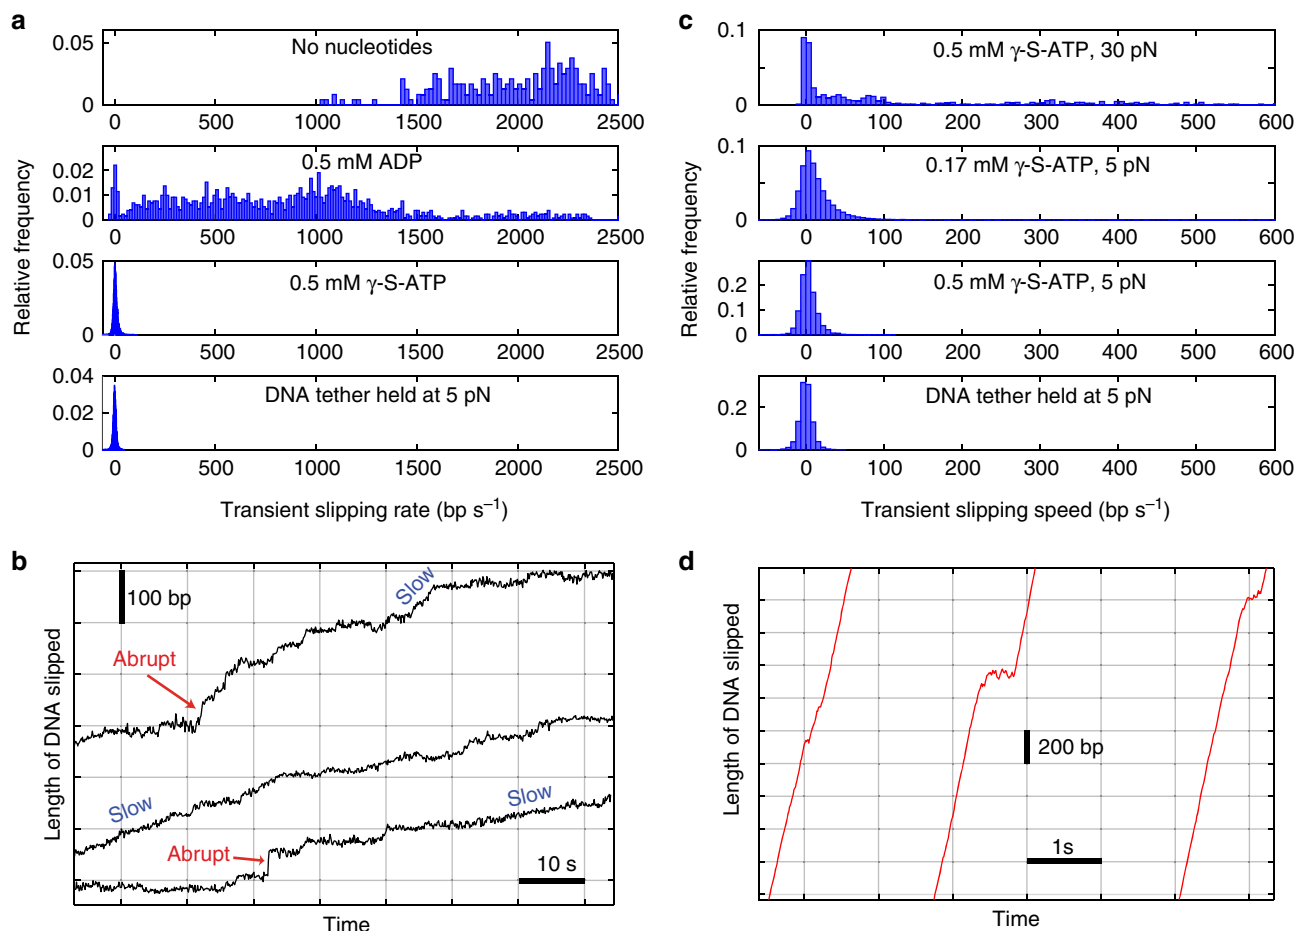 a
No nucleotides
0.05
0
0 500 1000 1500 2000 2500
0.5 mM ADP
0.02
0.01
0
0 500 1000 1500 2000 2500
0.5 mM γ-S-ATP
0.05
0
0 500 1000 1500 2000 2500
DNA tether held at 5 pN
0.04
0.02
0
0 500 1000 1500 2000 2500
Relative frequency
Transient slipping rate (bp s⁻¹)
c
0.5 mM γ-S-ATP, 30 pN
0.1
0
0 100 200 300 400 500 600
0.17 mM γ-S-ATP, 5 pN
0.1
0
0 100 200 300 400 500 600
0.5 mM γ-S-ATP, 5 pN
0.2
0.1
0
0 100 200 300 400 500 600
DNA tether held at 5 pN
0.2
0
0 100 200 300 400 500 600
Relative frequency
Transient slipping speed (bp s⁻¹)
b
100 bp
Slow
Abrupt
Slow
Slow
Abrupt
10 s
Length of DNA slipped
Time
d
200 bp
1s
Length of DNA slipped
Time